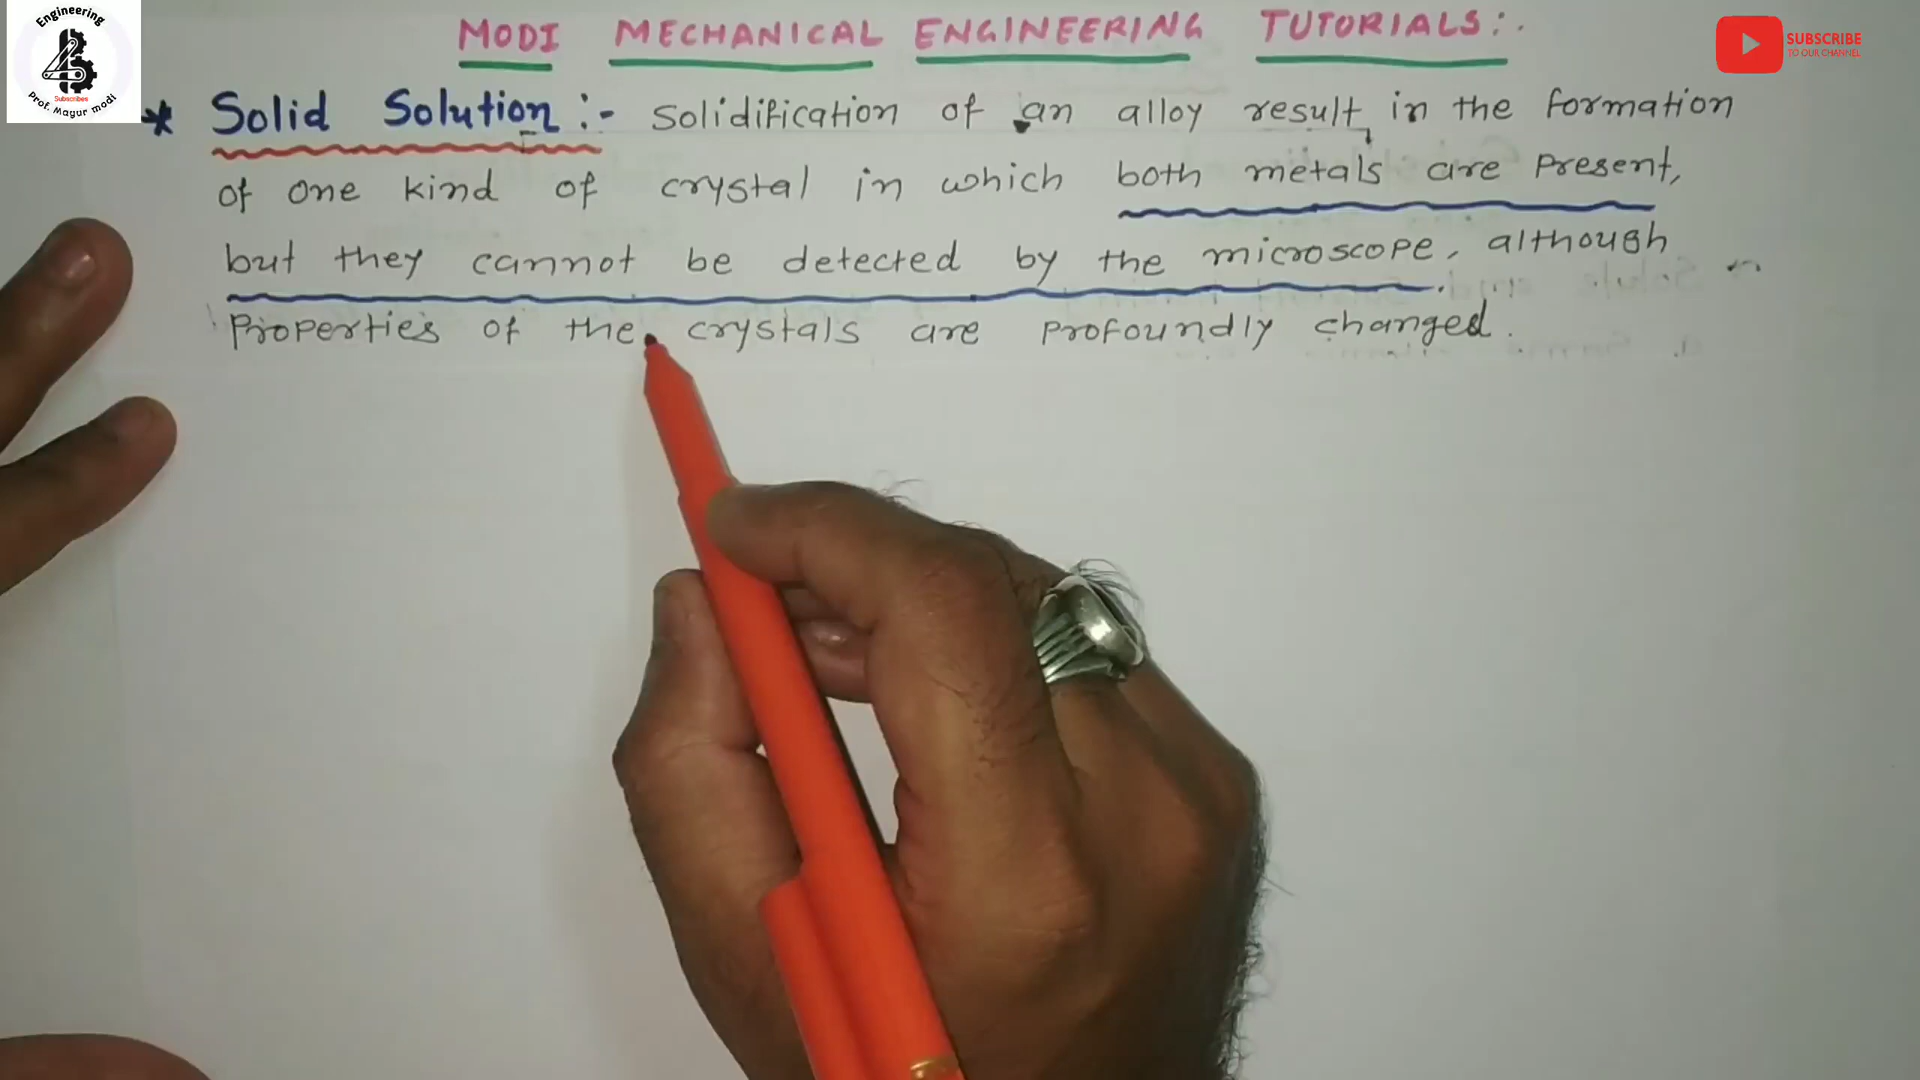 Engineering
Subscribes
Prof. Mayur modi
MODI MECHANICAL ENGINEERING TUTORIALS:.
SUBSCRIBE
TO OUR CHANNEL
* Solid Solution :- Solidification of an alloy result in the formation
of one kind of crystal in which both metals are present,
but they cannot be detected by the microscope, although
Properties of the crystals are profoundly changed.